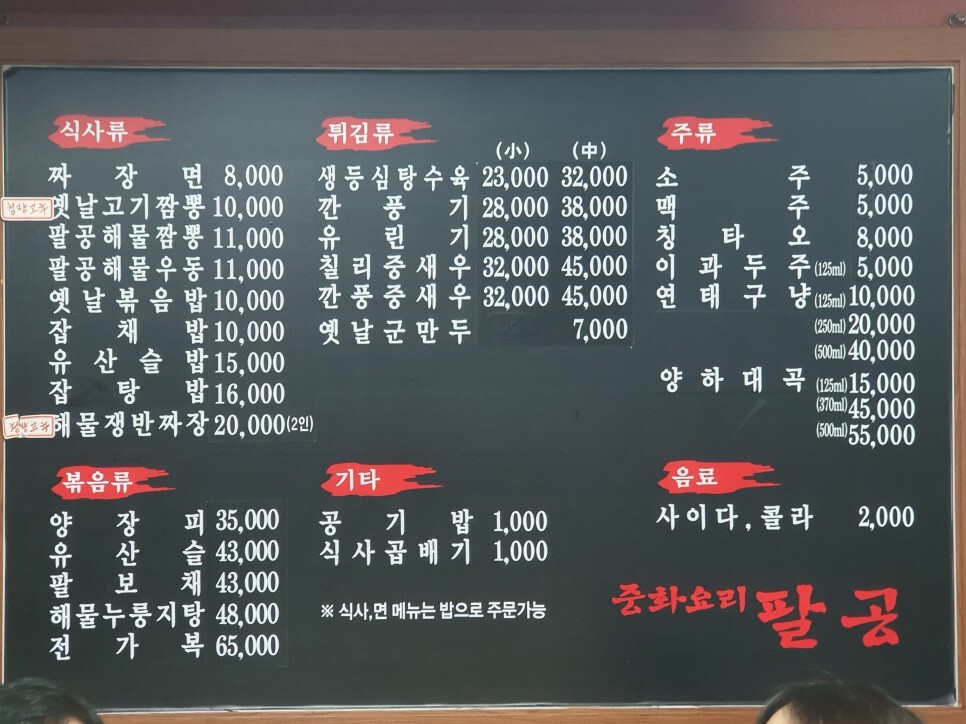 식사류
짜장면 8,000
옛날고기짬뽕 10,000
팔공해물짬뽕 11,000
팔공해물우동 11,000
옛날볶음밥 10,000
잡채밥 10,000
유산슬밥 15,000
잡탕밥 16,000
해물쟁반짜장 20,000(2인)
볶음류
양장피 35,000
유산슬 43,000
팔보채 43,000
해물누룽지탕 48,000
전가복 65,000
튀김류
(小) (中)
생등심탕수육 23,000 32,000
깐풍기 28,000 38,000
유린기 28,000 38,000
칠리중새우 32,000 45,000
깐풍중새우 32,000 45,000
옛날군만두 7,000
기타
공기밥 1,000
식사곱배기 1,000
※ 식사,면 메뉴는 밥으로 주문가능
주류
소주 5,000
맥주 5,000
칭타오 8,000
이과두주 (125ml) 5,000
연태구냥 (125ml) 10,000
(250ml) 20,000
(500ml) 40,000
양하대곡 (125ml) 15,000
(370ml) 45,000
(500ml) 55,000
음료
사이다, 콜라 2,000
중화요리 팔공